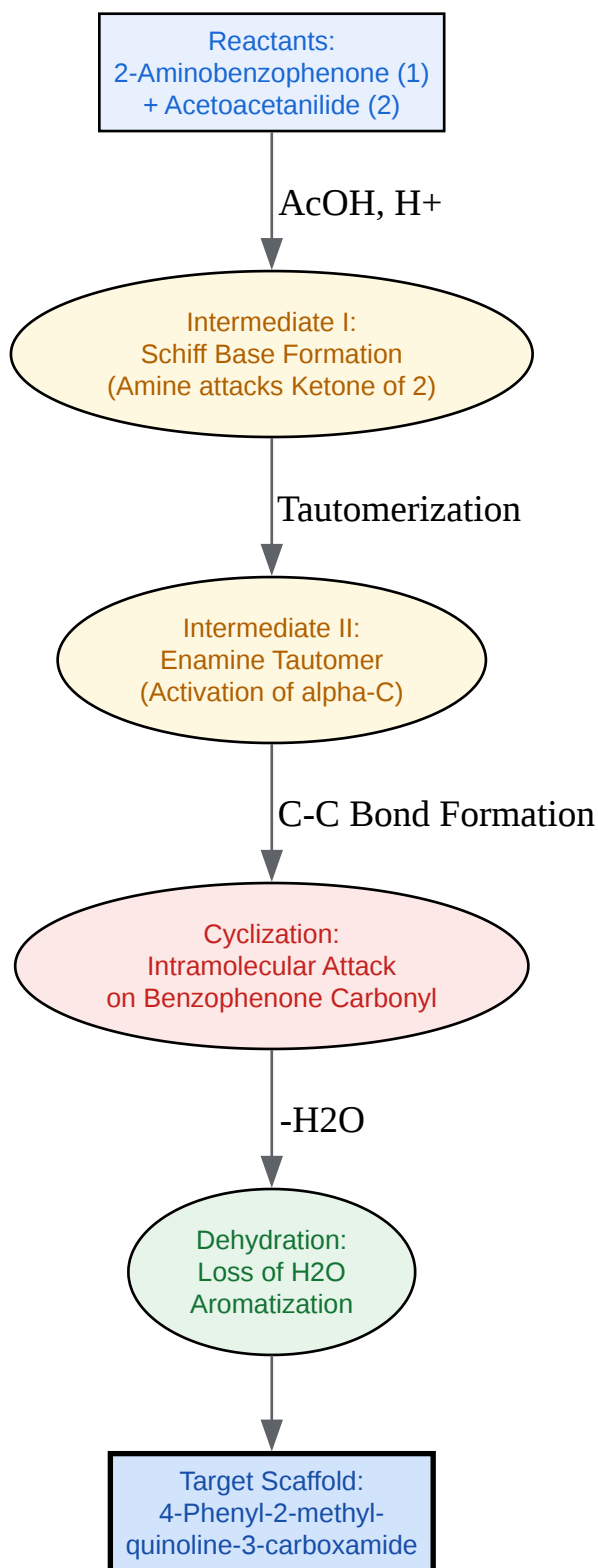 Reactants:
2-Aminobenzophenone (1)
+ Acetoacetanilide (2)
AcOH, H+
Intermediate I:
Schiff Base Formation
(Amine attacks Ketone of 2)
Tautomerization
Intermediate II:
Enamine Tautomer
(Activation of alpha-C)
C-C Bond Formation
Cyclization:
Intramolecular Attack
on Benzophenone Carbonyl
-H2O
Dehydration:
Loss of H2O
Aromatization
Target Scaffold:
4-Phenyl-2-methyl-
quinoline-3-carboxamide